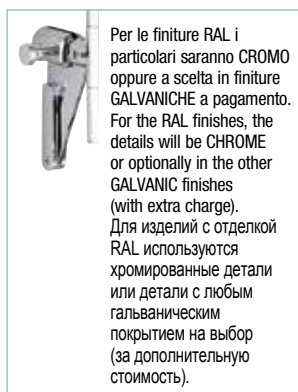 Per le finiture RAL i
particolari saranno CROMO
oppure a scelta in finiture
GALVANICHE a pagamento.
For the RAL finishes, the
details will be CHROME
or optionally in the other
GALVANIC finishes
(with extra charge).
Для изделий с отделкой
RAL используются
хромированные детали
или детали с любым
гальваническим
покрытием на выбор
(за дополнительную
стоимость).